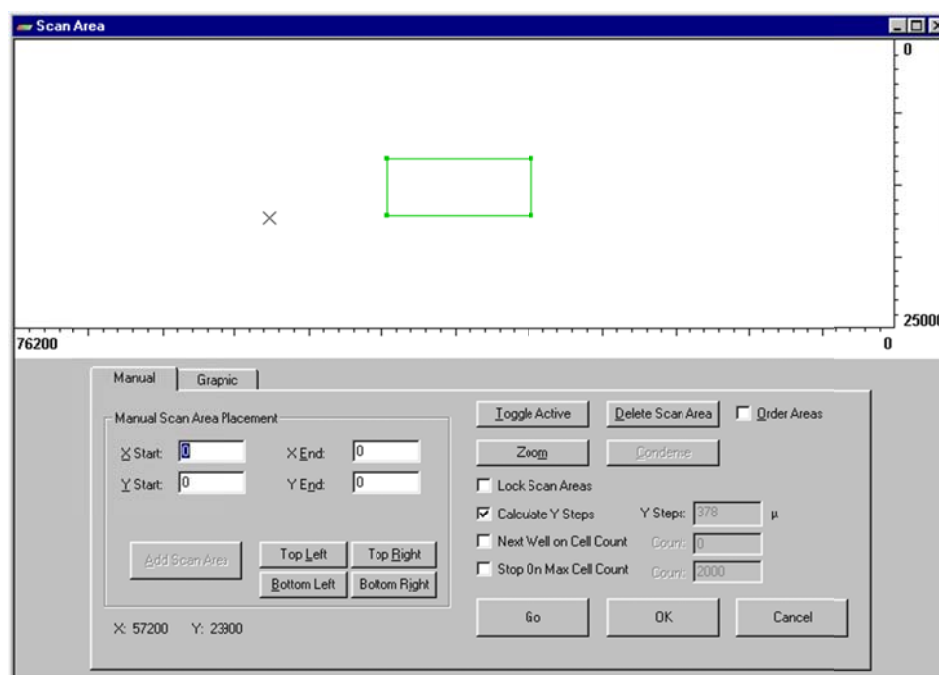 Scan Area
0
25000
76200 0
Manual Graphic
Manual Scan Area Placement
X Start: 0 X End: 0
Y Start: 0 Y End: 0
Add Scan Area Top Left Top Right
Bottom Left Bottom Right
X: 57200 Y: 23900
Toggle Active Delete Scan Area Order Areas
Zoom Condense
Lock Scan Areas
Calculate Y Steps Y Steps: 378 μ
Next Well on Cell Count Count: 0
Stop On Max Cell Count Count: 2000
Go OK Cancel